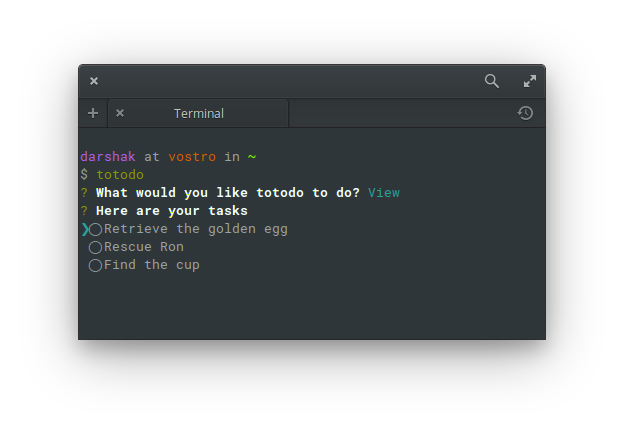 Terminal
darshak at vostro in ~
$ totodo
? What would you like totodo to do? View
? Here are your tasks
❯◯Retrieve the golden egg
◯Rescue Ron
◯Find the cup